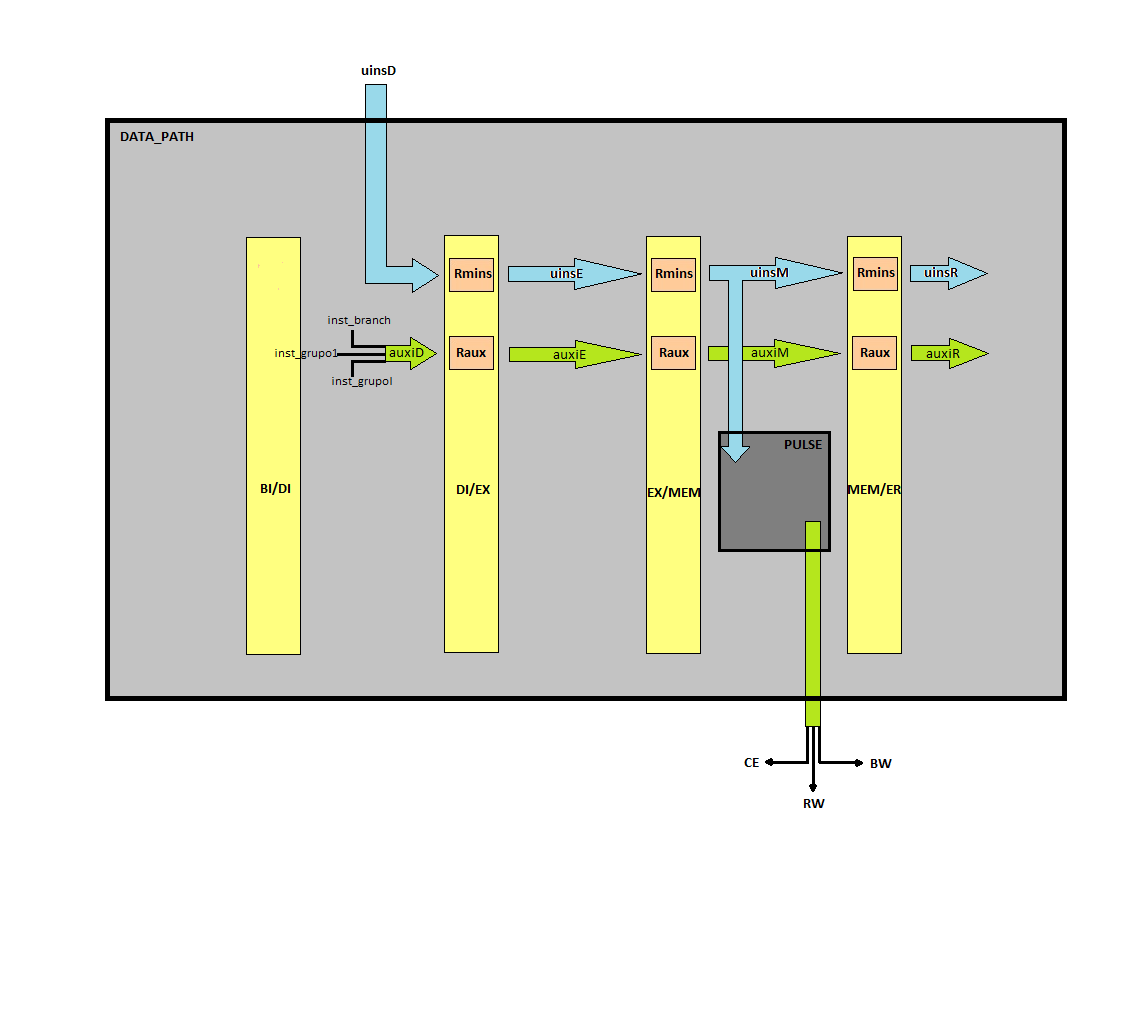 uinsD
DATA_PATH
Rmins
uinsE
Rmins
uinsM
Rmins
uinsR
inst_branch
inst_grupo1
auxiD
inst_grupoI
Raux
auxiE
Raux
auxiM
Raux
auxiR
PULSE
BI/DI
DI/EX
EX/MEM
MEM/ER
CE
BW
RW